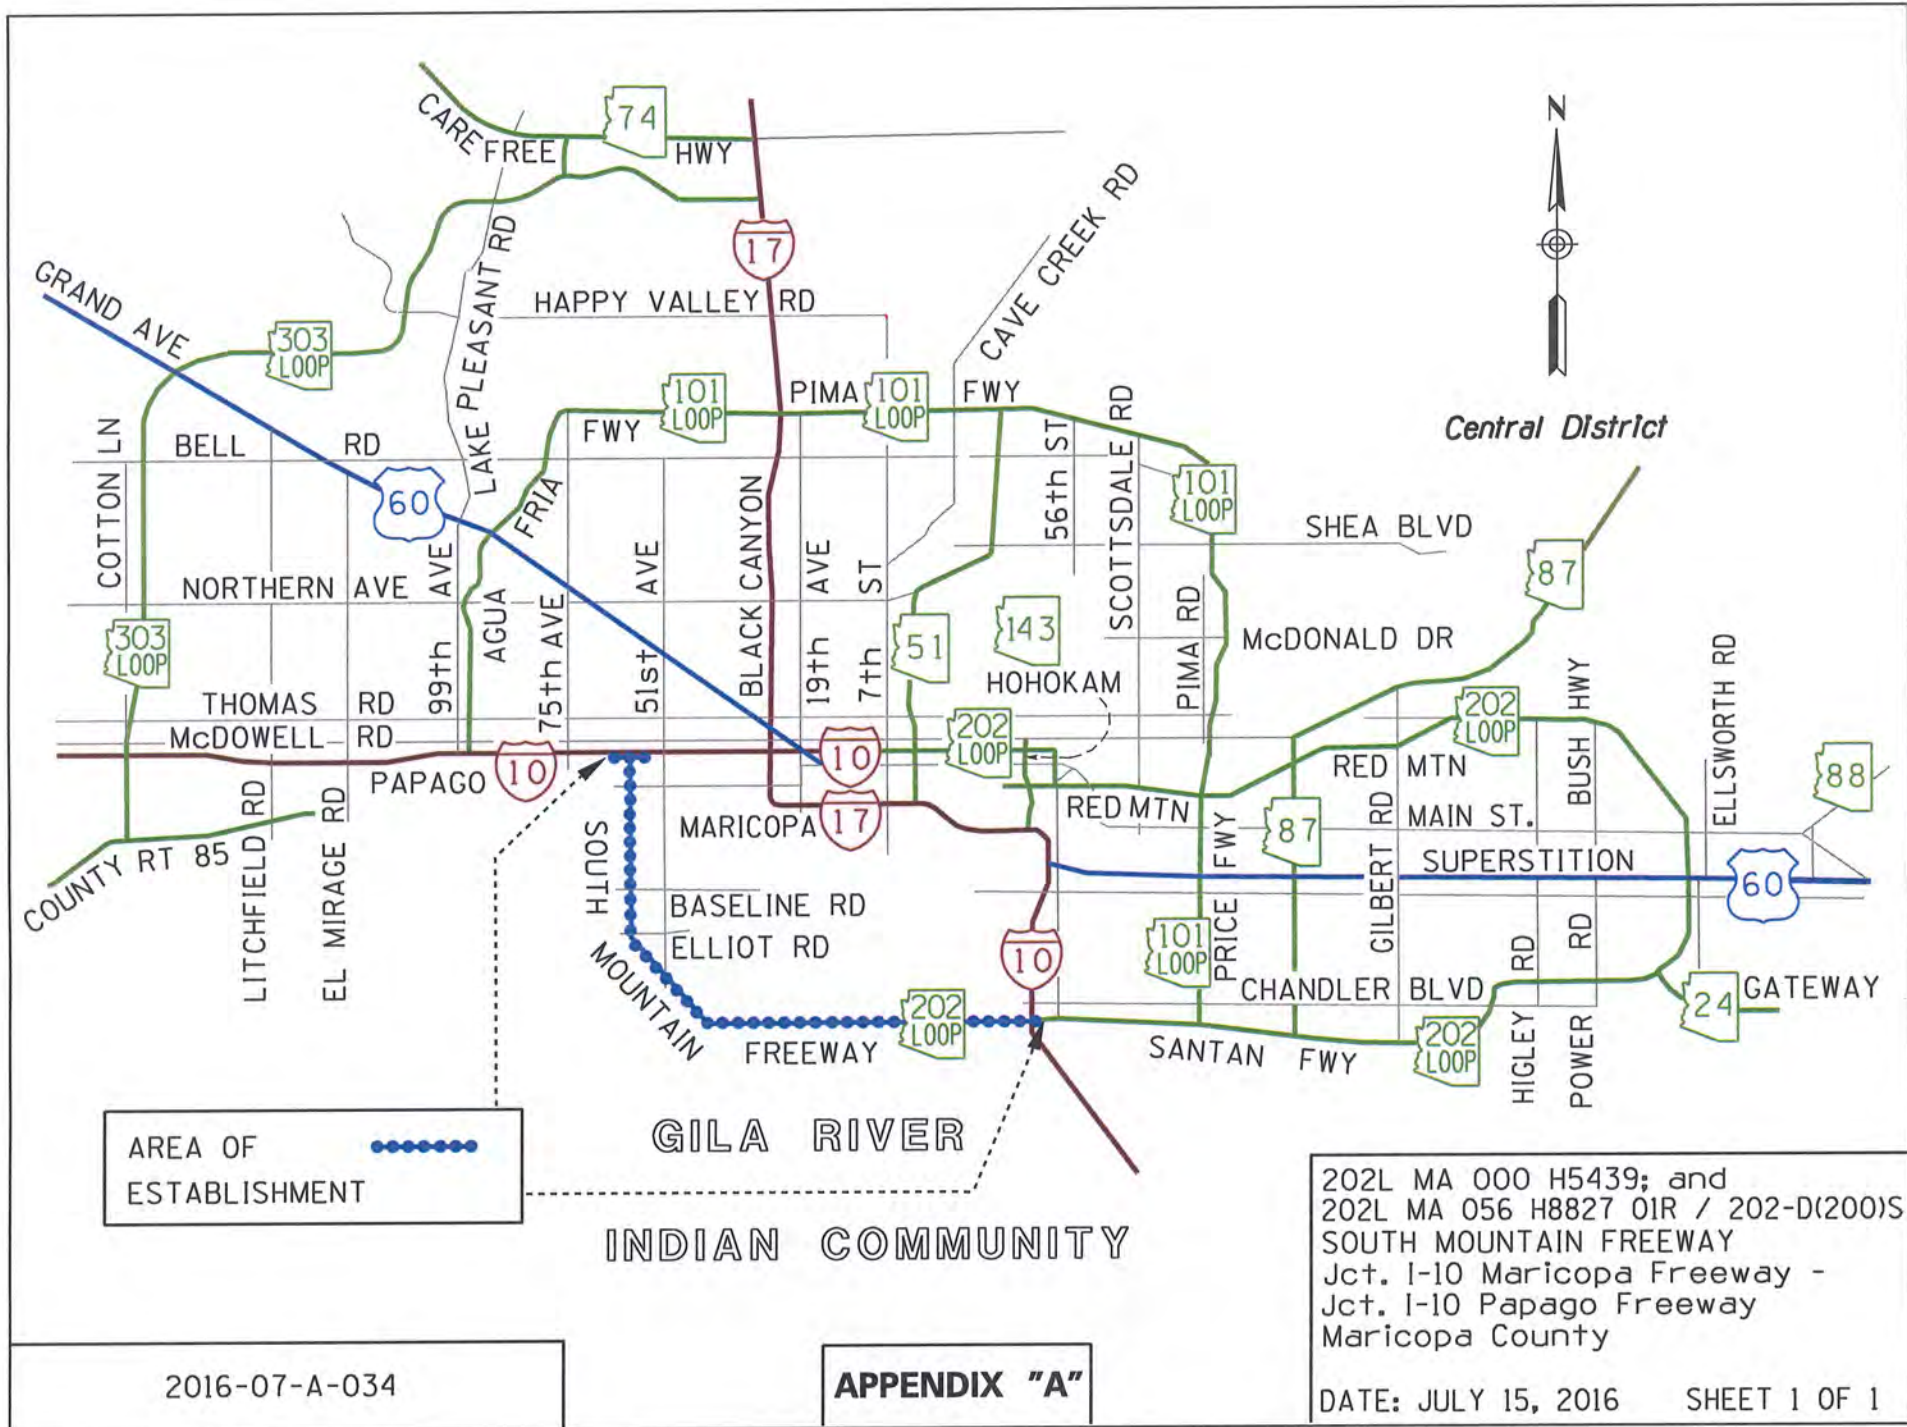 CARE FREE HWY
74
N
17
LAKE PLEASANT RD
HAPPY VALLEY RD
CAVE CREEK RD
GRAND AVE
303 LOOP
101 LOOP
PIMA
101 LOOP
FWY
FWY
Central District
COTTON LN
BELL RD
60
AGUA FRIA
56th ST
SCOTTSDALE RD
101 LOOP
SHEA BLVD
87
NORTHERN AVE
99th AVE
75th AVE
51st AVE
BLACK CANYON
19th AVE
7th ST
51
143
PIMA RD
McDONALD DR
303 LOOP
HOHOKAM
BUSH HWY
ELLSWORTH RD
THOMAS RD
McDOWELL RD
202 LOOP
202 LOOP
10
10
PAPAGO
RED MTN
88
LITCHFIELD RD
EL MIRAGE RD
COUNTY RT 85
MARICOPA
17
RED MTN
87
PRICE FWY
GILBERT RD
MAIN ST.
SUPERSTITION
60
SOUTH
MOUNTAIN
FREEWAY
BASELINE RD
ELLIOT RD
10
101 LOOP
CHANDLER BLVD
HIGLEY RD
POWER RD
24
GATEWAY
202 LOOP
SANTAN FWY
202 LOOP
GILA RIVER
INDIAN COMMUNITY
AREA OF
ESTABLISHMENT
202L MA 000 H5439; and
202L MA 056 H8827 01R / 202-D(200)S
SOUTH MOUNTAIN FREEWAY
Jct. I-10 Maricopa Freeway -
Jct. I-10 Papago Freeway
Maricopa County
DATE: JULY 15, 2016 SHEET 1 OF 1
2016-07-A-034
APPENDIX "A"